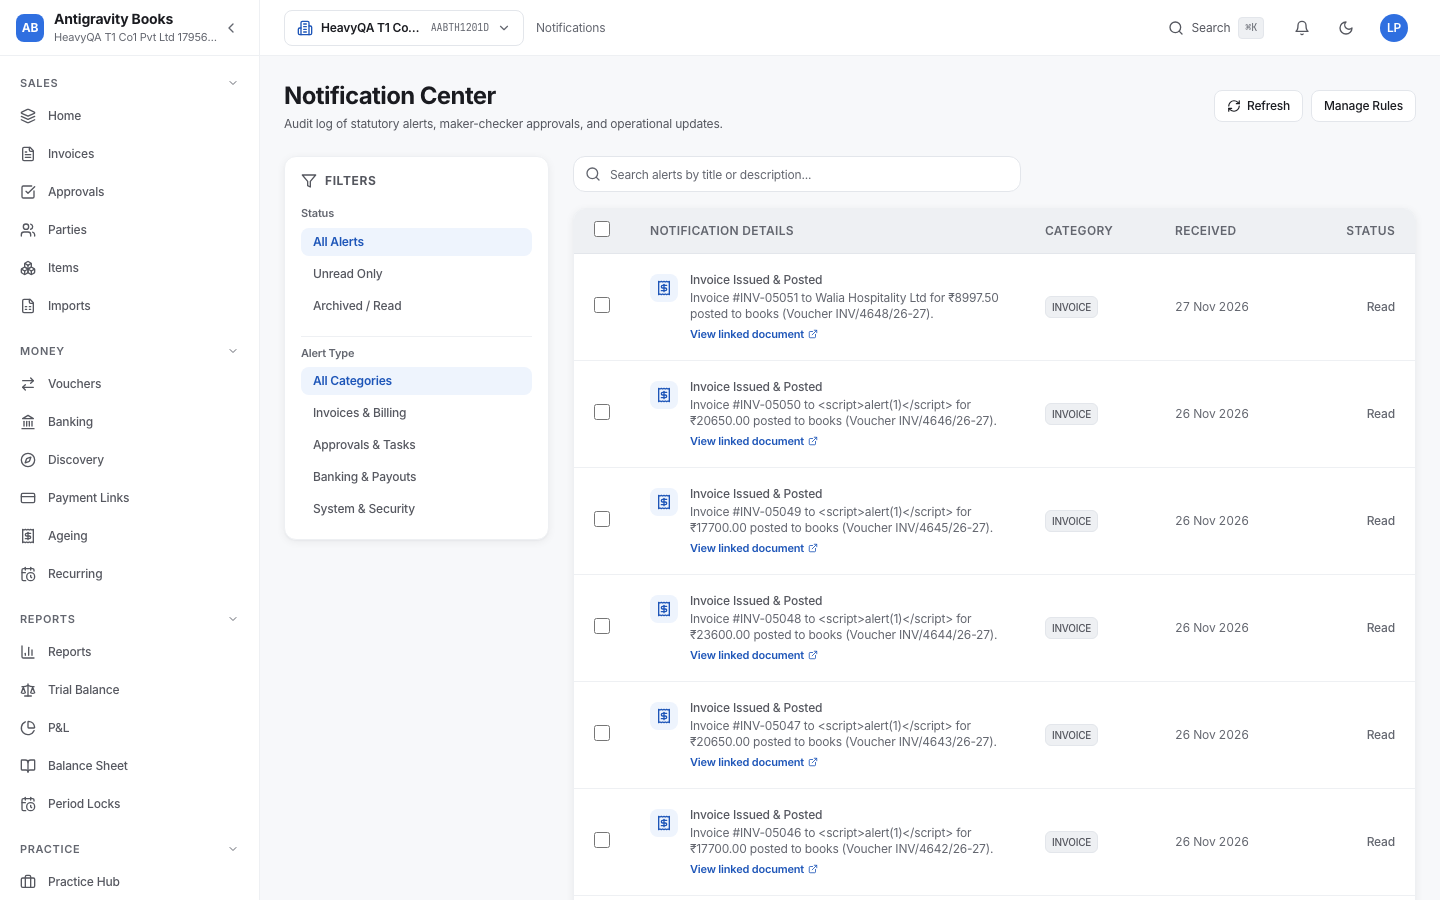 AB
Antigravity Books
HeavyQA T1 Co1 Pvt Ltd 17956...
SALES
Home
Invoices
Approvals
Parties
Items
Imports
MONEY
Vouchers
Banking
Discovery
Payment Links
Ageing
Recurring
REPORTS
Reports
Trial Balance
P&L
Balance Sheet
Period Locks
PRACTICE
Practice Hub
HeavyQA T1 Co... AABTH1201D
Notifications
Search ⌘K
LP
Notification Center
Audit log of statutory alerts, maker-checker approvals, and operational updates.
Refresh
Manage Rules
FILTERS
Status
All Alerts
Unread Only
Archived / Read
Alert Type
All Categories
Invoices & Billing
Approvals & Tasks
Banking & Payouts
System & Security
Search alerts by title or description...
NOTIFICATION DETAILS CATEGORY RECEIVED STATUS
Invoice Issued & Posted
Invoice #INV-05051 to Walia Hospitality Ltd for ₹8997.50
posted to books (Voucher INV/4648/26-27).
View linked document
INVOICE 27 Nov 2026 Read
Invoice Issued & Posted
Invoice #INV-05050 to <script>alert(1)</script> for
₹20650.00 posted to books (Voucher INV/4646/26-27).
View linked document
INVOICE 26 Nov 2026 Read
Invoice Issued & Posted
Invoice #INV-05049 to <script>alert(1)</script> for
₹17700.00 posted to books (Voucher INV/4645/26-27).
View linked document
INVOICE 26 Nov 2026 Read
Invoice Issued & Posted
Invoice #INV-05048 to <script>alert(1)</script> for
₹23600.00 posted to books (Voucher INV/4644/26-27).
View linked document
INVOICE 26 Nov 2026 Read
Invoice Issued & Posted
Invoice #INV-05047 to <script>alert(1)</script> for
₹20650.00 posted to books (Voucher INV/4643/26-27).
View linked document
INVOICE 26 Nov 2026 Read
Invoice Issued & Posted
Invoice #INV-05046 to <script>alert(1)</script> for
₹17700.00 posted to books (Voucher INV/4642/26-27).
View linked document
INVOICE 26 Nov 2026 Read